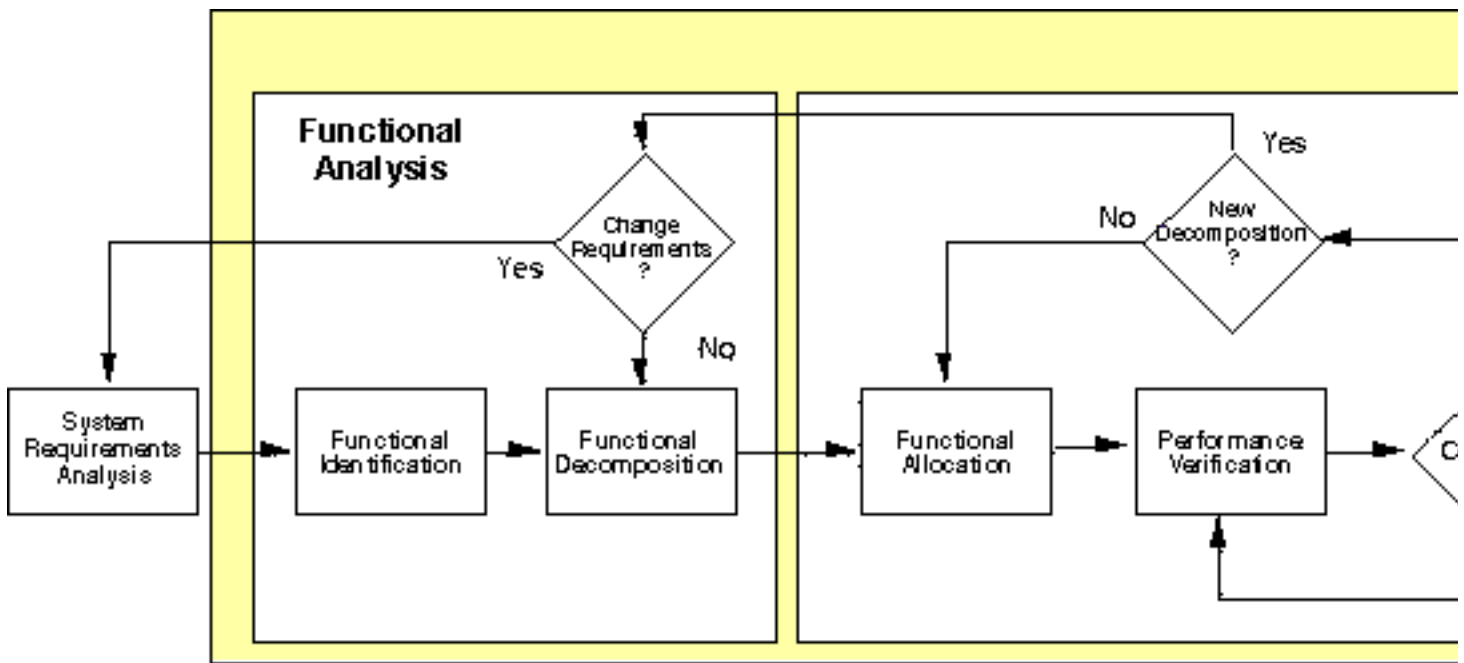 Functional
Analysis
Yes
Change
Requirements
?
Yes
No
New
Decomposition
?
No
System
Requirements
Analysis
Functional
Identification
Functional
Decomposition
Functional
Allocation
Performance
Verification